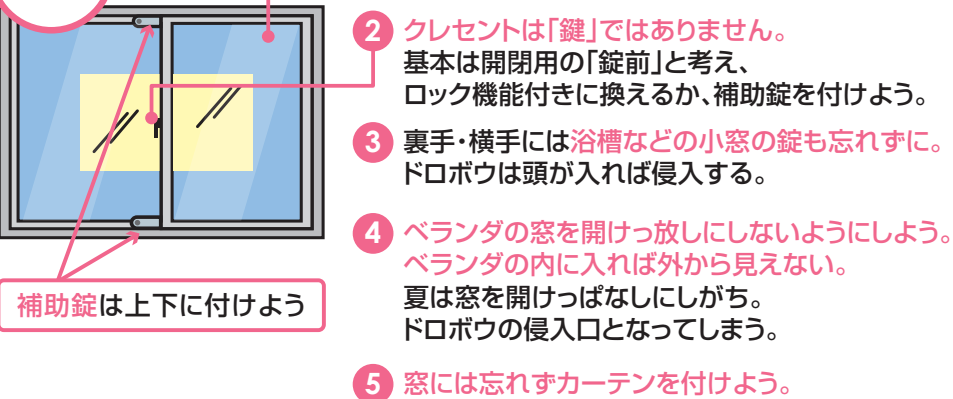 2 クレセントは「鍵」ではありません。
基本は開閉用の「錠前」と考え、
ロック機能付きに換えるか、補助錠を付けよう。
3 裏手・横手には浴槽などの小窓の錠も忘れずに。
ドロボウは頭が入れば侵入する。
4 ベランダの窓を開けっ放しにしないようにしよう。
ベランダの内に入れば外から見えない。
夏は窓を開けっぱなしにしがち。
ドロボウの侵入口となってしまう。
補助錠は上下に付けよう
5 窓には忘れずカーテンを付けよう。